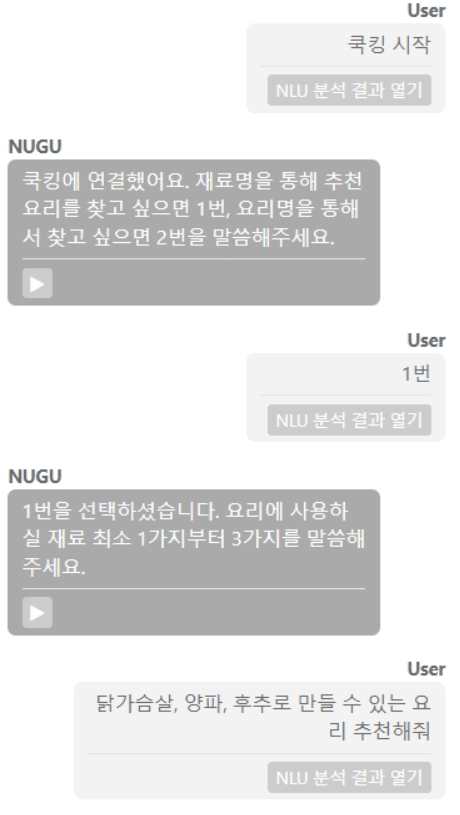 User
쿡킹 시작
NLU 분석 결과 열기
NUGU
쿡킹에 연결했어요. 재료명을 통해 추천
요리를 찾고 싶으면 1번, 요리명을 통해
서 찾고 싶으면 2번을 말씀해주세요.
User
1번
NLU 분석 결과 열기
NUGU
1번을 선택하셨습니다. 요리에 사용하
실 재료 최소 1가지부터 3가지를 말씀해
주세요.
User
닭가슴살, 양파, 후추로 만들 수 있는 요
리 추천해줘
NLU 분석 결과 열기